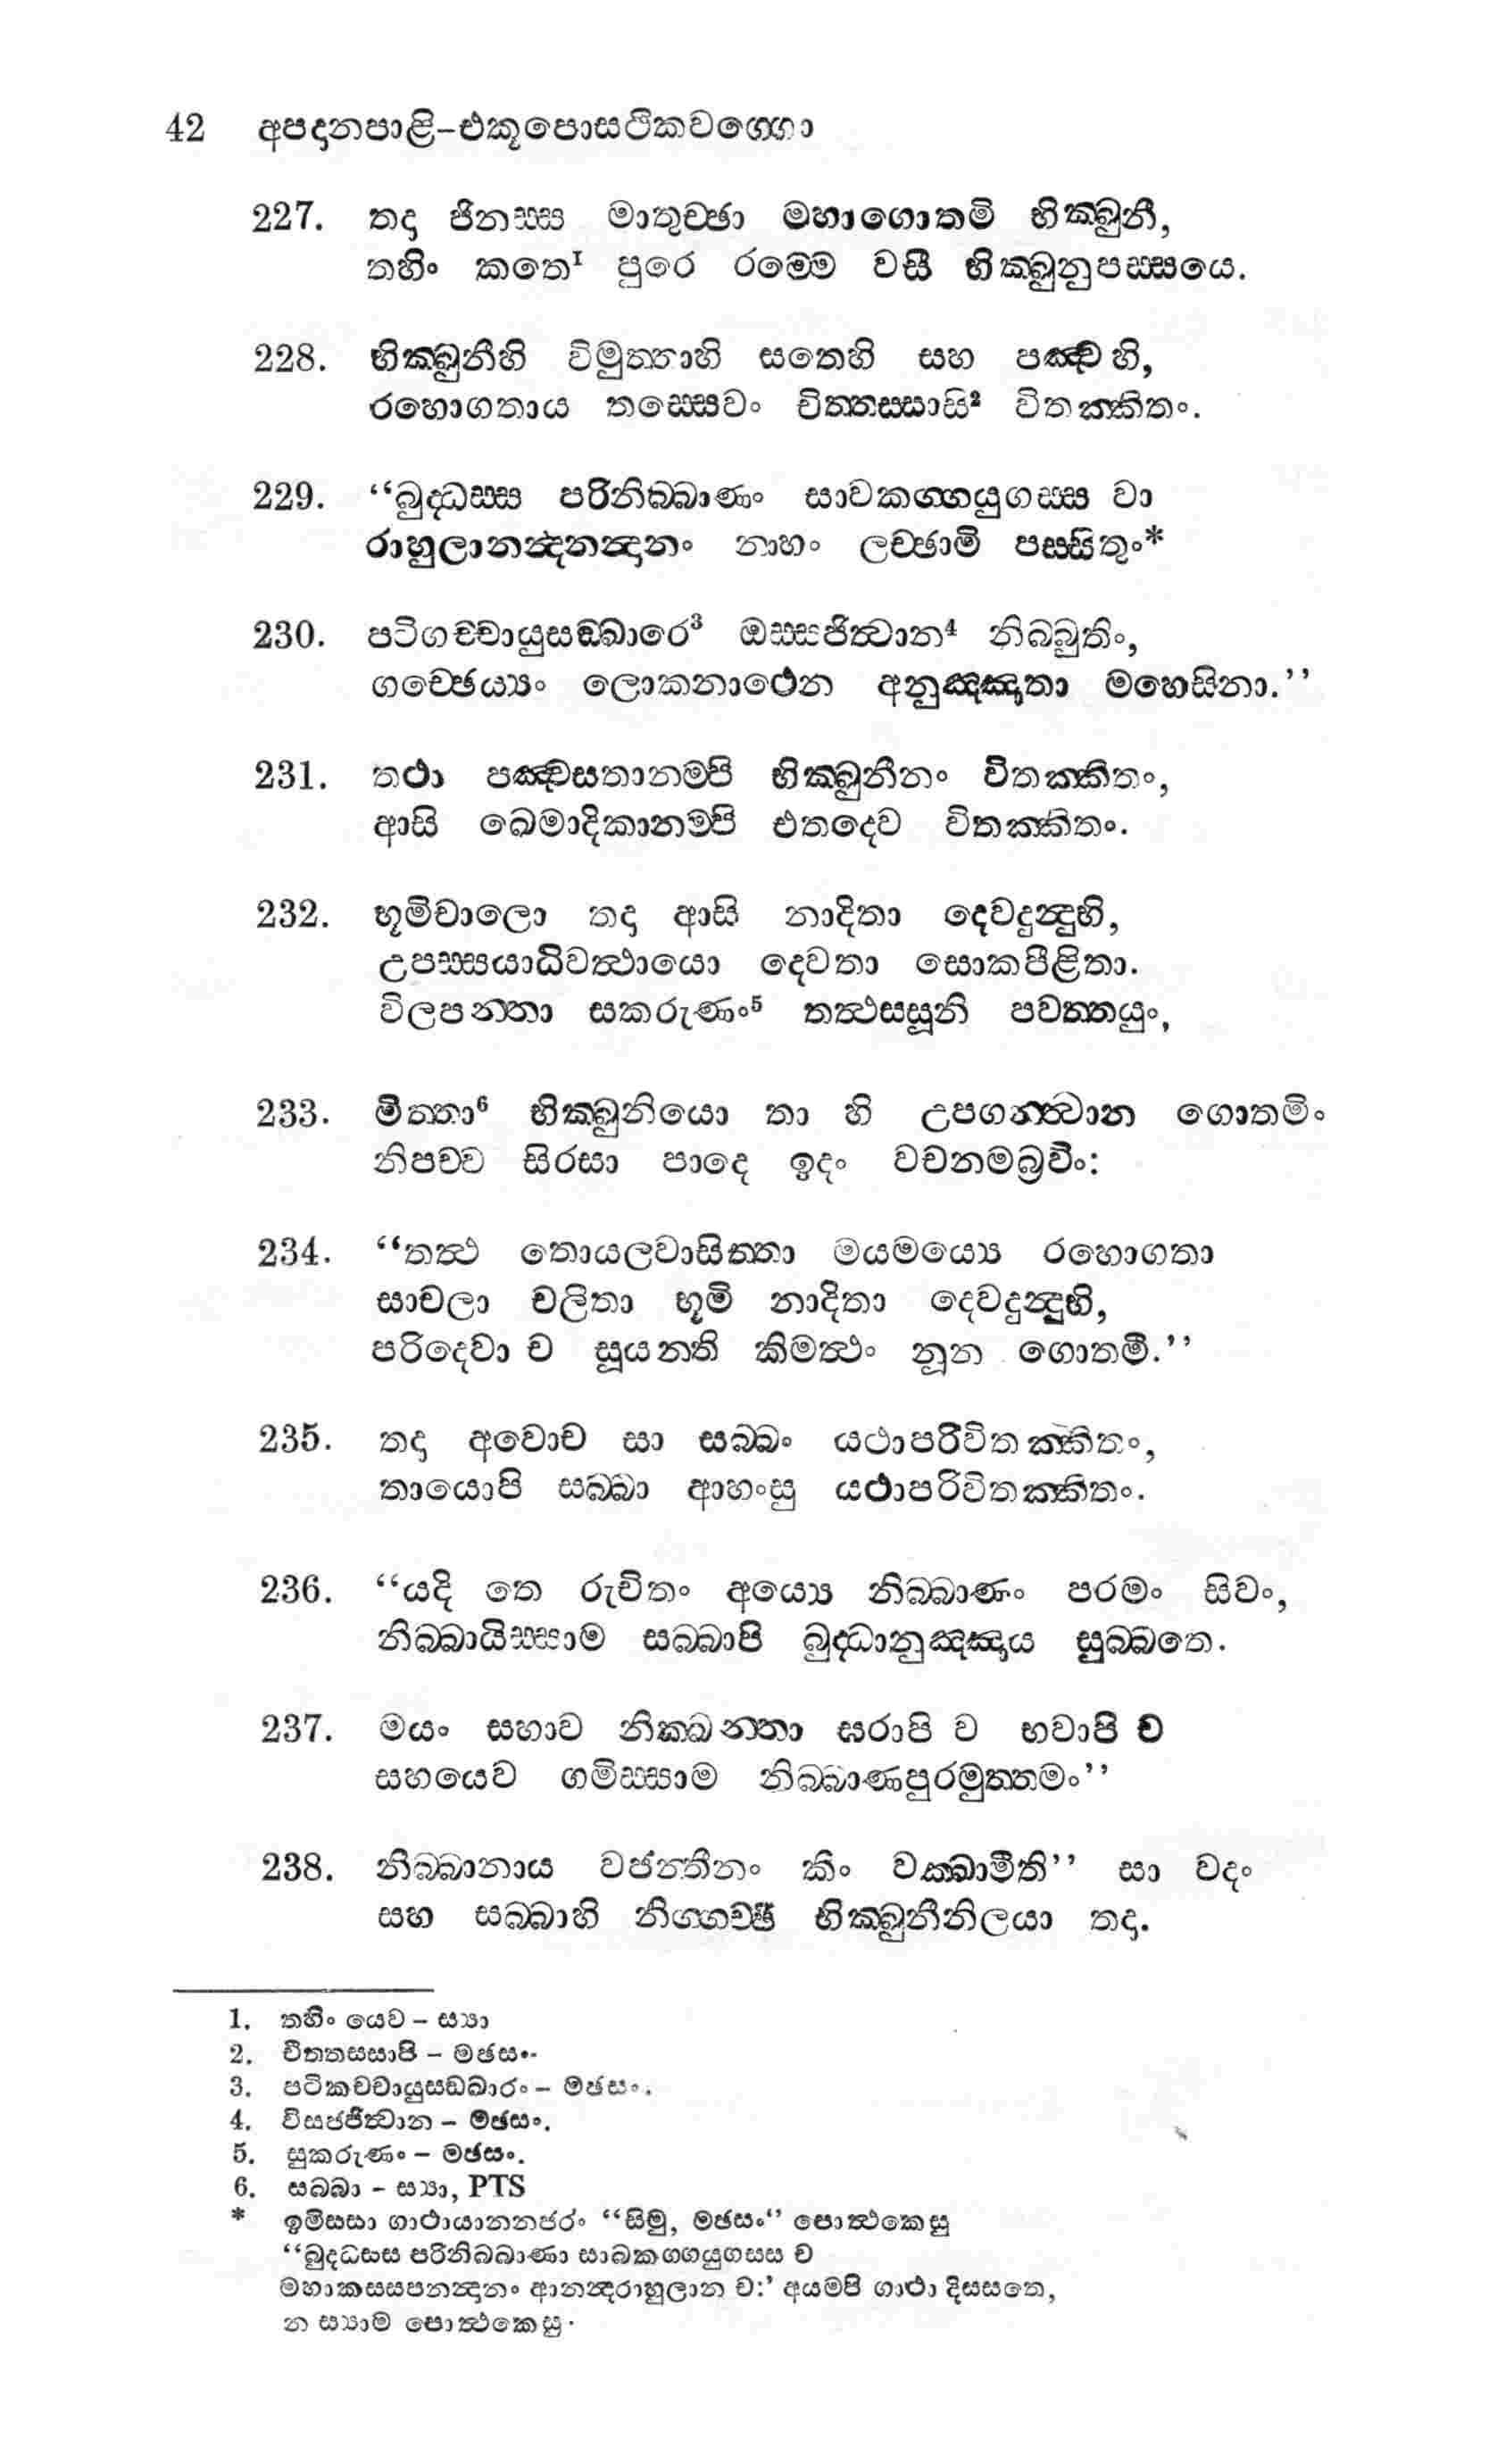 42 අපදානපාළි-එකූපොසථිකවග්ගො
227. තදා ජිනස්ස මාතුච්ඡා මහාගොතමි භික්ඛුනී,
තහිං කතෙ¹ පුරෙ රම්මෙ වසී භික්ඛුනුපස්සයෙ.
228. භික්ඛුනීහි විමුත්තාහි සතෙහි සහ පඤ්චහි,
රහොගතාය තස්සෙවං චිත්තස්සාසි² විතක්කිතං.
229. “බුද්ධස්ස පරිනිබ්බාණං සාවකග්ගයුගස්ස වා
රාහුලානන්දනන්දානං නාහං ලච්ඡාමි පස්සිතුං*
230. පටිගච්චායුසඞ්ඛාරෙ³ ඔස්සජිත්වාන⁴ නිබ්බුතිං,
ගච්ඡෙය්‍යං ලොකනාථෙන අනුඤ්ඤාතා මහෙසිනා.’’
231. තථා පඤ්චසතානම්පි භික්ඛුනීනං විතක්කිතං,
ආසි ඛෙමාදිකානම්පි එතදෙව විතක්කිතං.
232. භූමිචාලො තදා ආසි නාදිතා දෙවදුන්දුභි,
උපස්සයාධිවත්ථායො දෙවතා සොකපීළිතා.
විලපන්තා සකරුණං⁵ තත්ථස්සූනි පවත්තයුං,
233. මිත්තා⁶ භික්ඛුනියො තා හි උපගන්ත්වාන ගොතමිං
නිපච්ච සිරසා පාදෙ ඉදං වචනමබ්‍රවිං:
234. “තත්ථ තොයලවාසිත්තා මයමය්‍යෙ රහොගතා
සාචලා චලිතා භූමි නාදිතා දෙවදුන්දුභි,
පරිදෙවා ච සූයන්ති කිමත්ථං නූන ගොතමී.’’
235. තදා අවොච සා සබ්බං යථාපරිවිතක්කිතං,
තායොපි සබ්බා ආහංසු යථාපරිවිතක්කිතං.
236. “යදි තෙ රුචිතං අය්‍යෙ නිබ්බාණං පරමං සිවං,
නිබ්බායිස්සාම සබ්බාපි බුද්ධානුඤ්ඤාය සුබ්බතෙ.
237. මයං සහාව නික්ඛන්තා ඝරාපි ච භවාපි ච
සහයෙව ගමිස්සාම නිබ්බාණපුරමුත්තමං’’
238. නිබ්බානාය වජන්තීනං කිං වක්ඛාමීති’’ සා වදං
සහ සබ්බාහි නිග්ගච්ඡි භික්ඛුනීනිලයා තදා.
1. තහිං යෙව – ස්‍යා
2. චිත්තස්සාපි – මඡසං-
3. පටිකච්චායුසඞ්ඛාරං – මඡසං.
4. විසජ්ජිත්වාන – මඡසං.
5. සුකරුණං – මඡසං.
6. සබ්බා – ස්‍යා, PTS
* ඉමිස්සා ගාථායානන්තරං “සිමු, මඡසං‘‘ පොත්ථකෙසු
“බුද්ධස්ස පරිනිබ්බාණා සාබකග්ගයුගස්ස ච
මහාකස්සපනන්දානං ආනන්දරාහුලාන ච:’ අයම්පි ගාථා දිස්සතෙ,
න ස්‍යාම පොත්ථකෙසු.